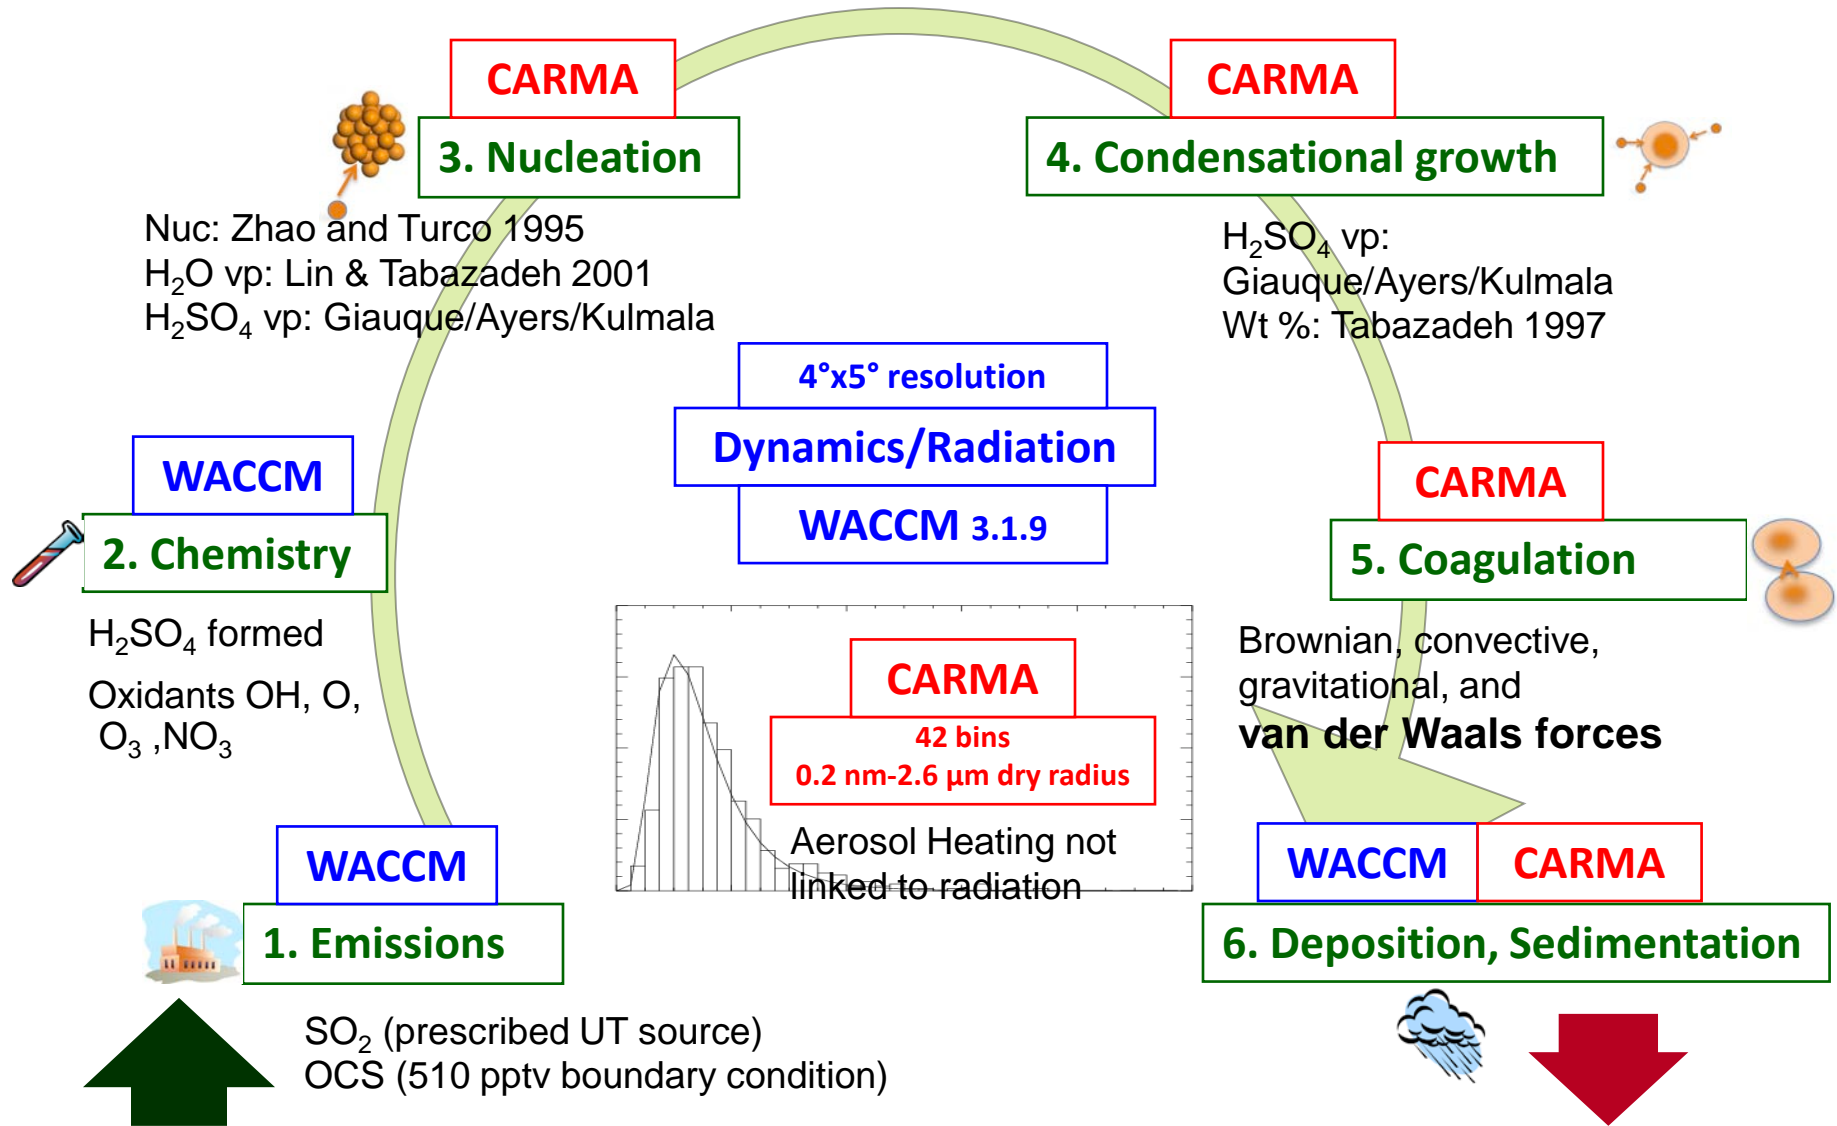 CARMA
3. Nucleation
Nuc: Zhao and Turco 1995
H₂O vp: Lin & Tabazadeh 2001
H₂SO₄ vp: Giauque/Ayers/Kulmala
CARMA
4. Condensational growth
H₂SO₄ vp:
Giauque/Ayers/Kulmala
Wt %: Tabazadeh 1997
4°x5° resolution
Dynamics/Radiation
WACCM 3.1.9
WACCM
2. Chemistry
H₂SO₄ formed
Oxidants OH, O,
O₃ ,NO₃
CARMA
5. Coagulation
Brownian, convective,
gravitational, and
van der Waals forces
CARMA
42 bins
0.2 nm-2.6 µm dry radius
Aerosol Heating not
linked to radiation
WACCM
1. Emissions
SO₂ (prescribed UT source)
OCS (510 pptv boundary condition)
WACCM CARMA
6. Deposition, Sedimentation